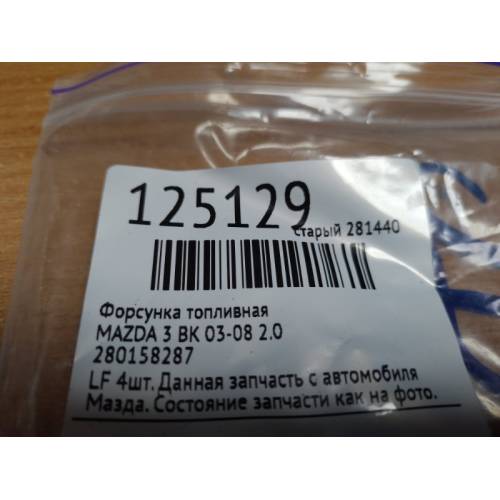 125129
старый 281440
Форсунка топливная
MAZDA 3 BK 03-08 2.0
280158287
LF 4шт. Данная запчасть с автомобиля
Мазда. Состояние запчасти как на фото.